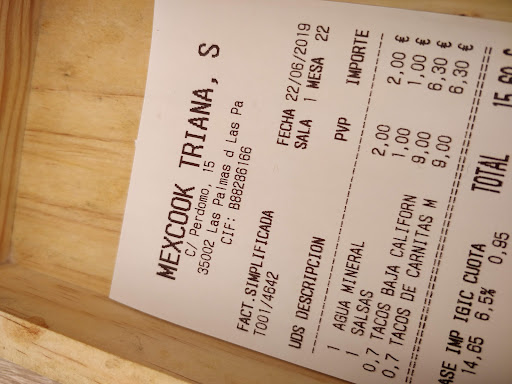 MEXCOOK TRIANA, S
C/ Perdomo, 15
35002 Las Palmas d Las Pa
CIF: B88286166
FACT.SIMPLIFICADA
T001/4642
FECHA 22/06/2019
SALA 1 MESA 22
UDS DESCRIPCION PVP IMPORTE
1 AGUA MINERAL 2,00 2,00 €
1 SALSAS 1,00 1,00 €
0,7 TACOS BAJA CALIFORN 9,00 6,30 €
0,7 TACOS DE CARNITAS M 9,00 6,30 €
TOTAL 15,60 €
ASE IMP IGIC CUOTA
14,65 6,5% 0,95